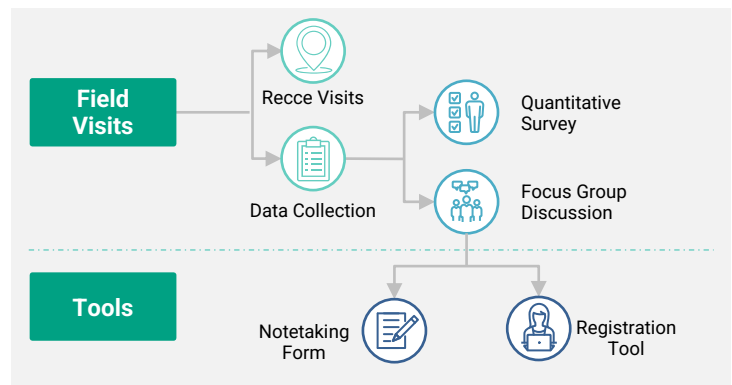 Field
Visits
Recce Visits
Data Collection
Quantitative
Survey
Focus Group
Discussion
Tools
Notetaking
Form
Registration
Tool